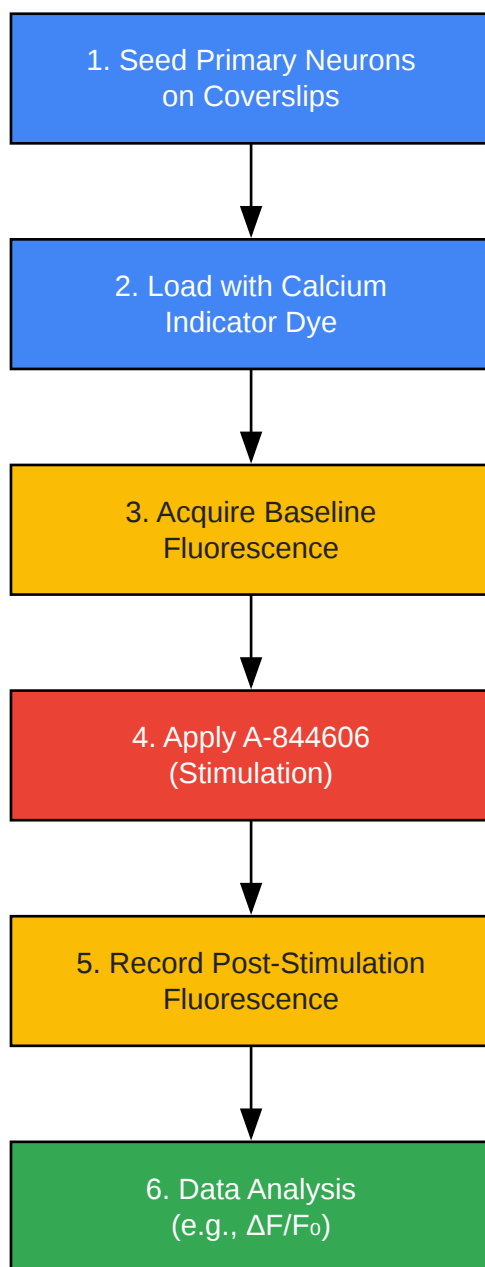 1. Seed Primary Neurons
on Coverslips
2. Load with Calcium
Indicator Dye
3. Acquire Baseline
Fluorescence
4. Apply A-844606
(Stimulation)
5. Record Post-Stimulation
Fluorescence
6. Data Analysis
(e.g., ΔF/F₀)